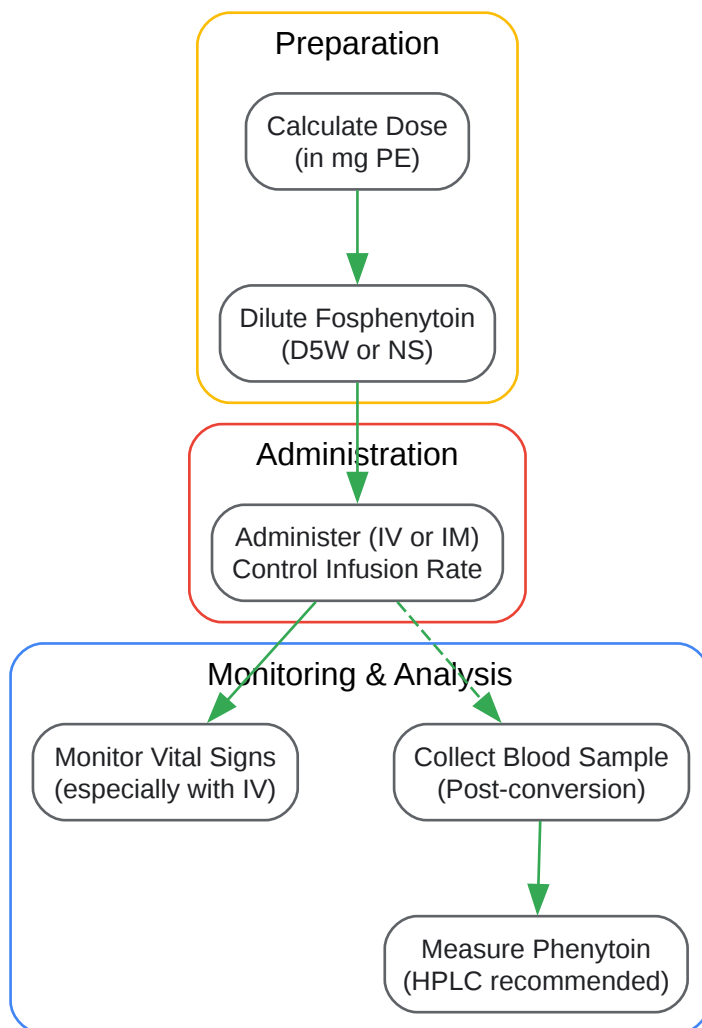 Preparation
Calculate Dose
(in mg PE)
Dilute Fosphenytoin
(D5W or NS)
Administration
Administer (IV or IM)
Control Infusion Rate
Monitoring & Analysis
Monitor Vital Signs
(especially with IV)
Collect Blood Sample
(Post-conversion)
Measure Phenytoin
(HPLC recommended)